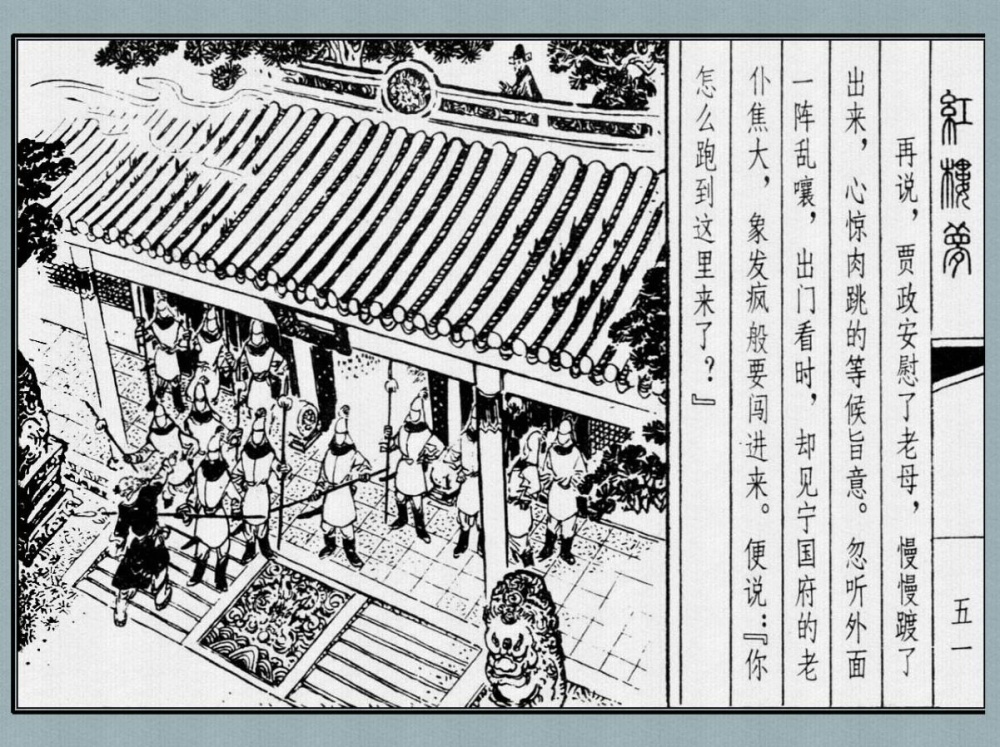 紅樓夢
五一
再说，贾政安慰了老母，慢慢踱了
出来，心惊肉跳的等候旨意。忽听外面
一阵乱嚷，出门看时，却见宁国府的老
仆焦大，象发疯般要闯进来。便说：『你
怎么跑到这里来了？』